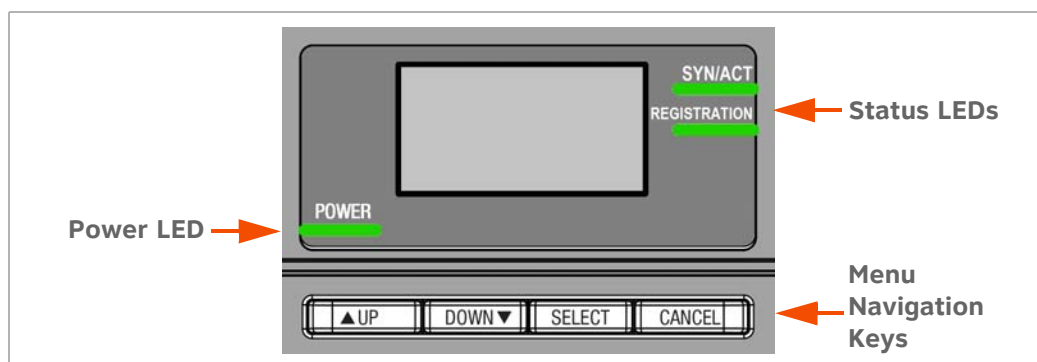 SYN/ACT
REGISTRATION
Status LEDs
POWER
Power LED
Menu
Navigation
Keys
▲UP
DOWN▼
SELECT
CANCEL